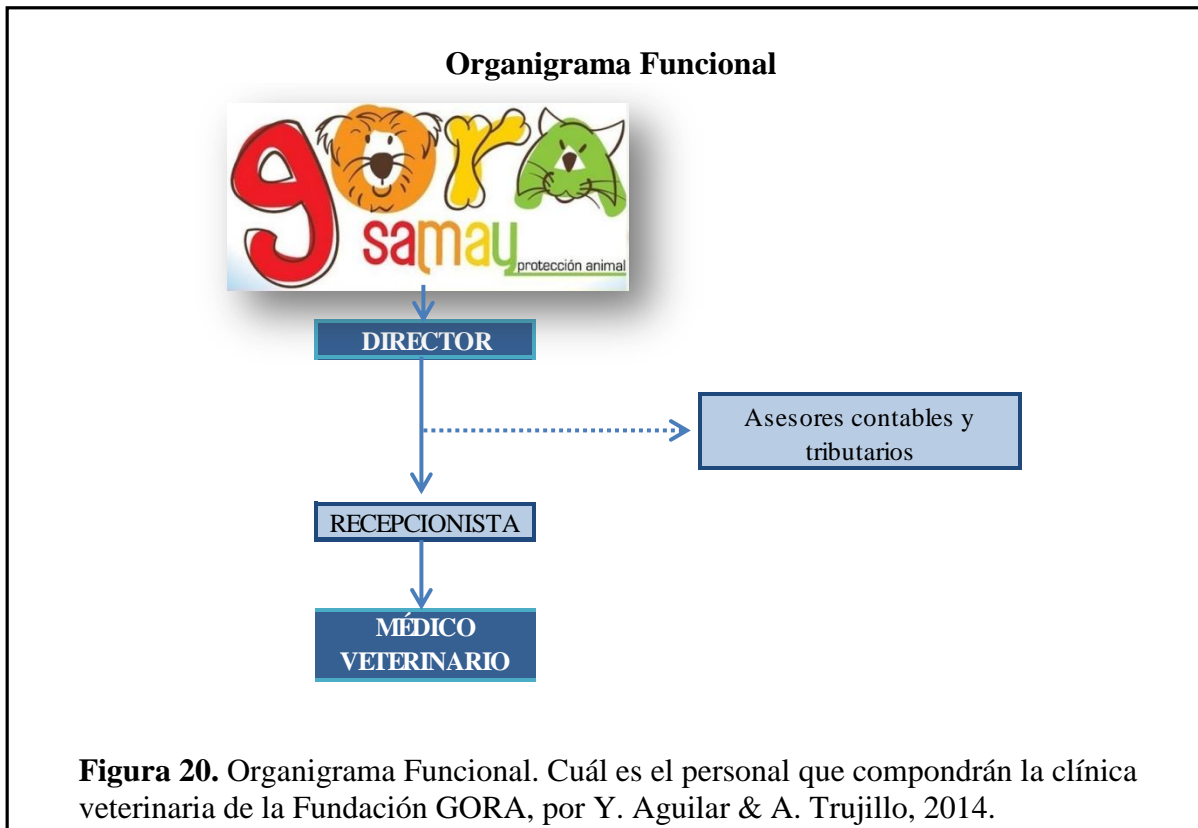 Organigrama Funcional
gora
samay
protección animal
DIRECTOR
Asesores contables y
tributarios
RECEPCIONISTA
MÉDICO
VETERINARIO
Figura 20. Organigrama Funcional. Cuál es el personal que compondrán la clínica
veterinaria de la Fundación GORA, por Y. Aguilar & A. Trujillo, 2014.